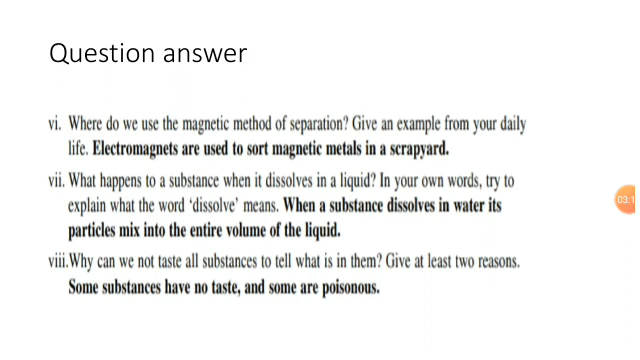 Question answer
vi. Where do we use the magnetic method of separation? Give an example from your daily
life. Electromagnets are used to sort magnetic metals in a scrapyard.
vii. What happens to a substance when it dissolves in a liquid? In your own words, try to
explain what the word ‘dissolve’ means. When a substance dissolves in water its
particles mix into the entire volume of the liquid.
viii.Why can we not taste all substances to tell what is in them? Give at least two reasons.
Some substances have no taste, and some are poisonous.